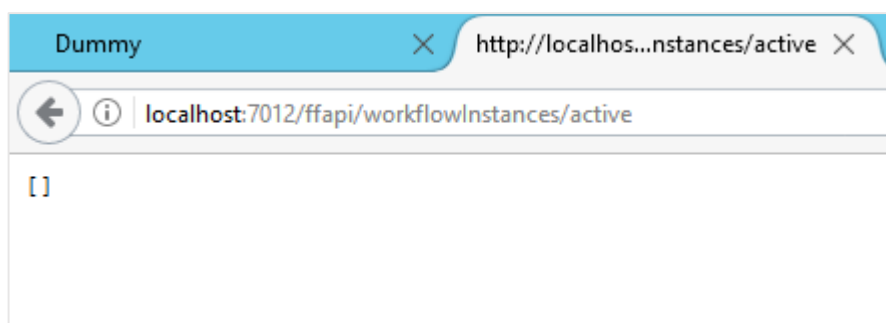 Dummy
http://localhos...nstances/active
localhost:7012/ffapi/workflowInstances/active
[]